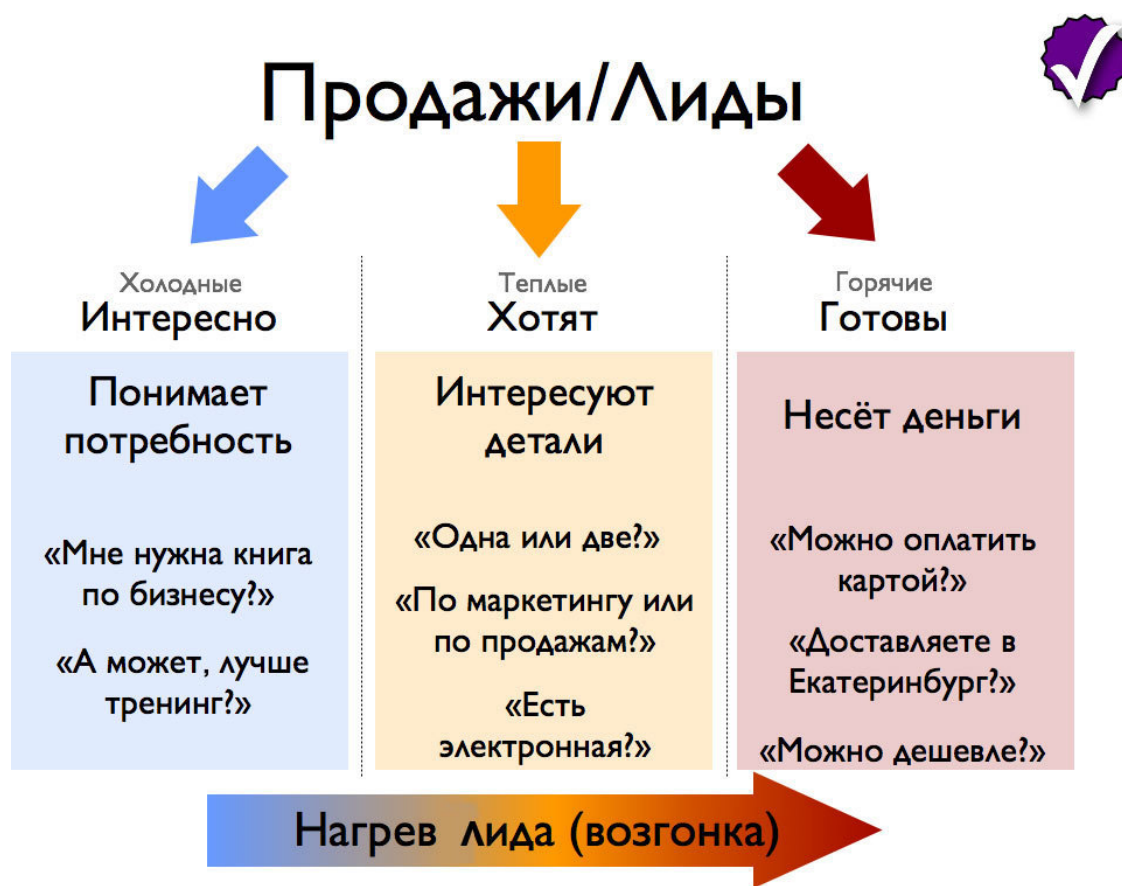 Продажи/Лиды
Холодные
Интересно
Понимает
потребность
«Мне нужна книга
по бизнесу?»
«А может, лучше
тренинг?»
Теплые
Хотят
Интересуют
детали
«Одна или две?»
«По маркетингу или
по продажам?»
«Есть
электронная?»
Горячие
Готовы
Несёт деньги
«Можно оплатить
картой?»
«Доставляете в
Екатеринбург?»
«Можно дешевле?»
Нагрев лида (возгонка)